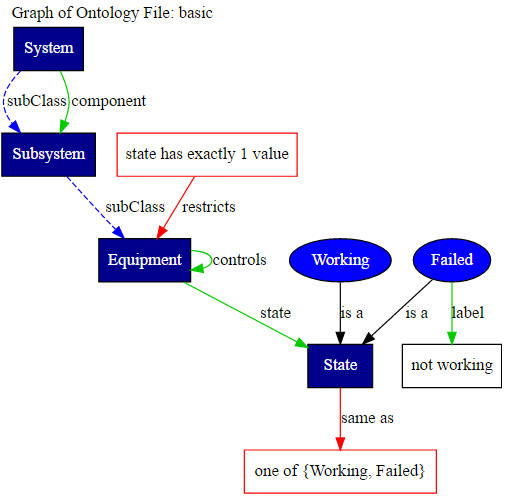 Graph of Ontology File: basic
System
subClass component
Subsystem
state has exactly 1 value
subClass
restricts
Equipment
controls
Working
Failed
state
is a
is a
label
State
not working
same as
one of {Working, Failed}